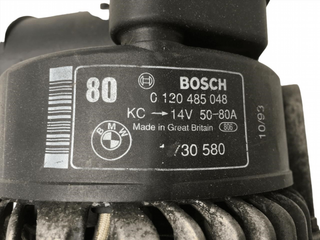 80 BOSCH
0 120 485 048
KC → 14V 50-80A
Made in Great Britain
BMW
30 580
10/93